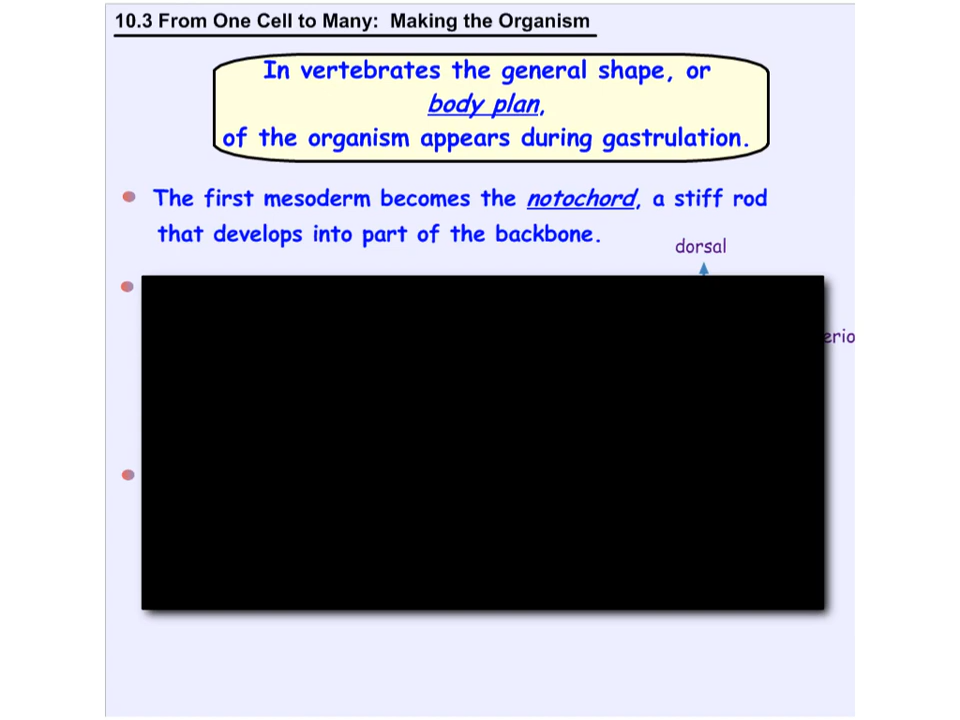 10.3 From One Cell to Many: Making the Organism
In vertebrates the general shape, or
body plan,
of the organism appears during gastrulation.
The first mesoderm becomes the notochord, a stiff rod
that develops into part of the backbone.
dorsal